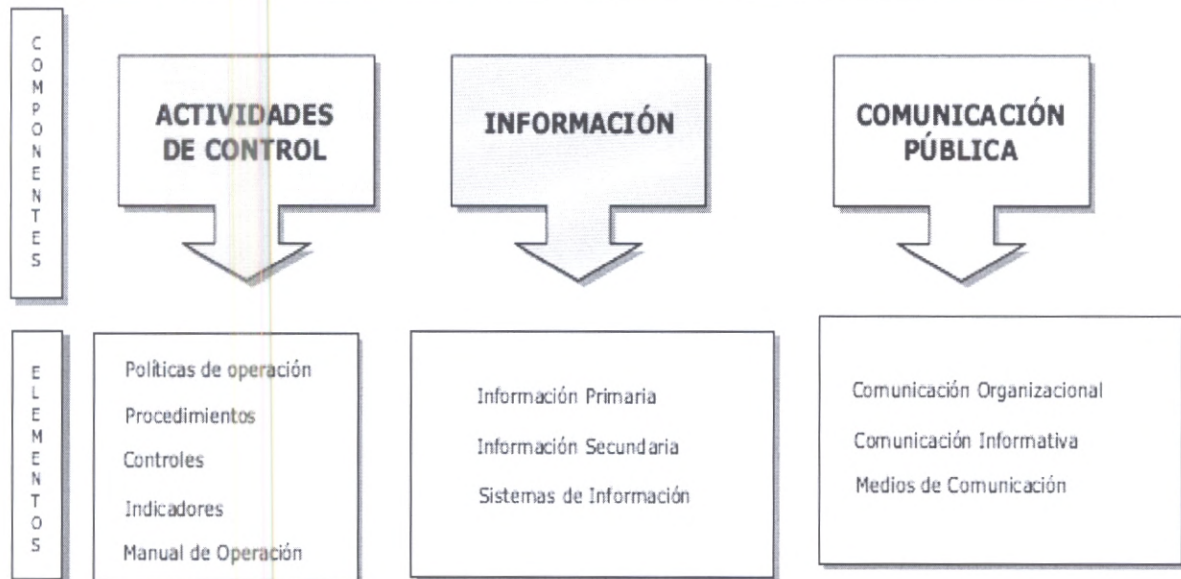 COMPONENTES
ACTIVIDADES
DE CONTROL
INFORMACIÓN
COMUNICACIÓN
PÚBLICA
ELEMENTOS
Políticas de operación
Procedimientos
Controles
Indicadores
Manual de Operación
Información Primaria
Información Secundaria
Sistemas de Información
Comunicación Organizacional
Comunicación Informativa
Medios de Comunicación